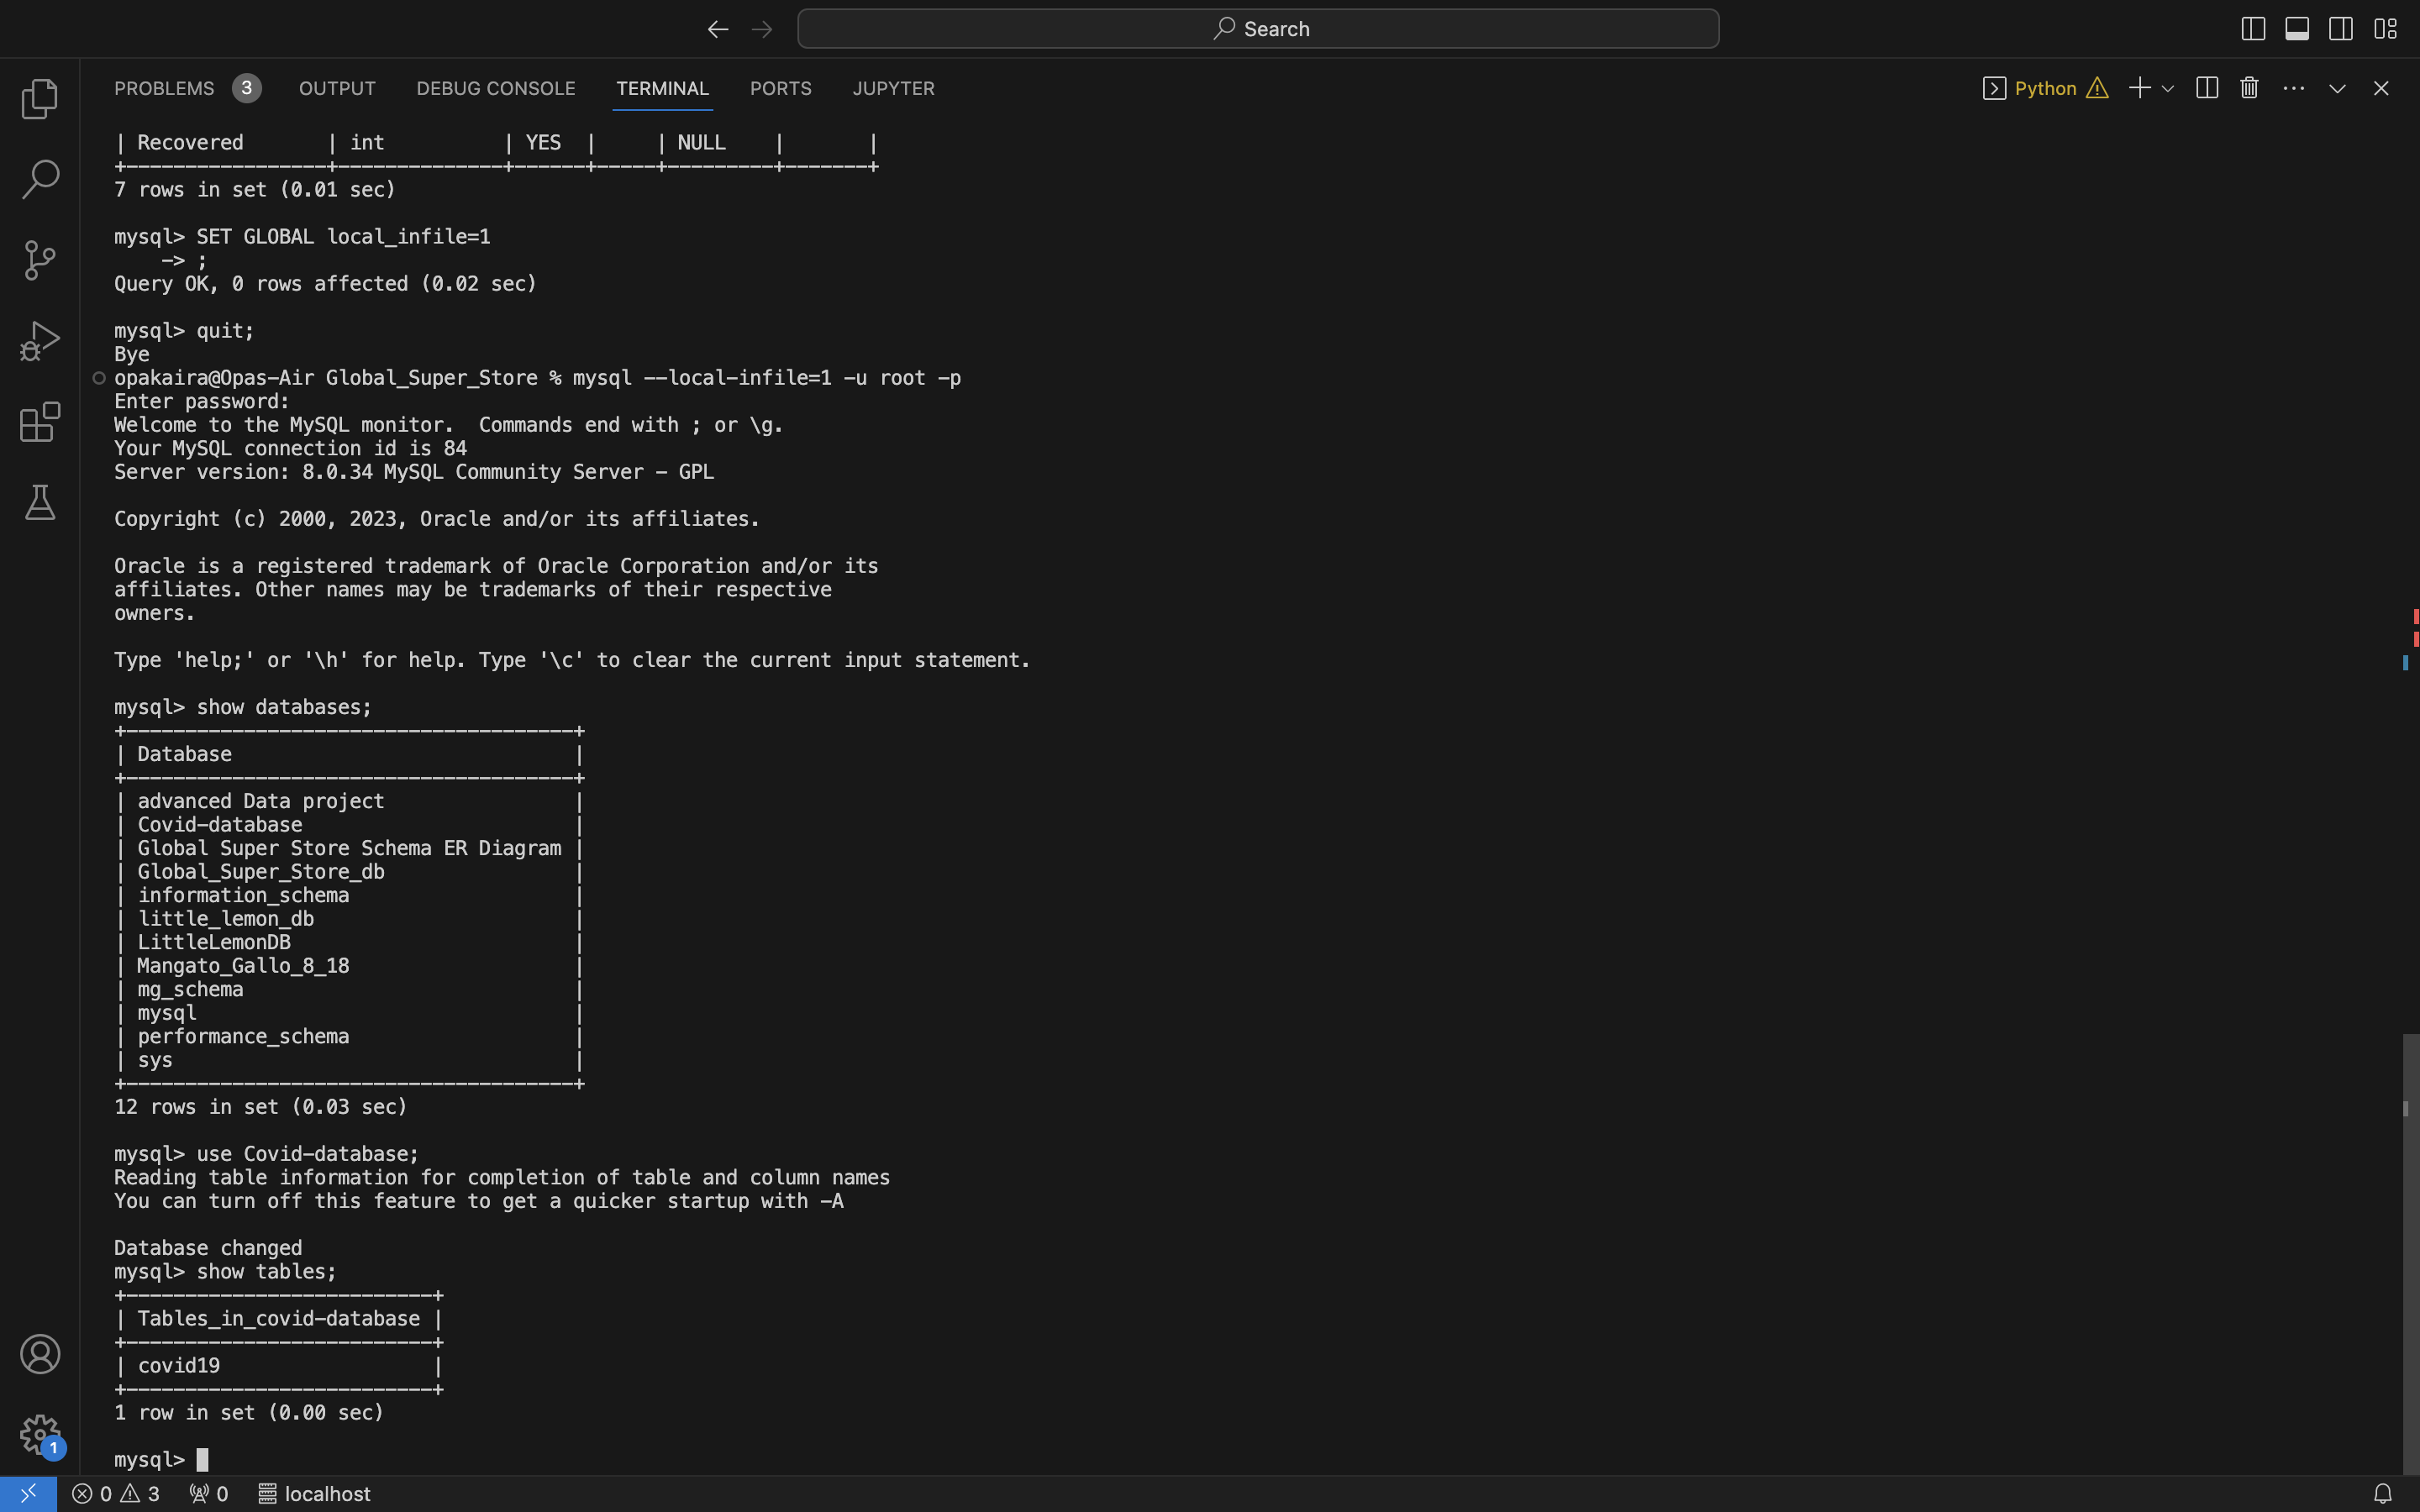 Search
PROBLEMS 3 OUTPUT DEBUG CONSOLE TERMINAL PORTS JUPYTER Python
| Recovered       | int          | YES  |     | NULL    |       |
+-----------------+--------------+------+-----+---------+-------+
7 rows in set (0.01 sec)
mysql> SET GLOBAL local_infile=1
    -> ;
Query OK, 0 rows affected (0.02 sec)
mysql> quit;
Bye
opakaira@Opas-Air Global_Super_Store % mysql --local-infile=1 -u root -p
Enter password:
Welcome to the MySQL monitor.  Commands end with ; or \g.
Your MySQL connection id is 84
Server version: 8.0.34 MySQL Community Server - GPL
Copyright (c) 2000, 2023, Oracle and/or its affiliates.
Oracle is a registered trademark of Oracle Corporation and/or its
affiliates. Other names may be trademarks of their respective
owners.
Type 'help;' or '\h' for help. Type '\c' to clear the current input statement.
mysql> show databases;
+--------------------------------------+
| Database                             |
+--------------------------------------+
| advanced Data project                |
| Covid-database                       |
| Global Super Store Schema ER Diagram |
| Global_Super_Store_db                |
| information_schema                   |
| little_lemon_db                      |
| LittleLemonDB                        |
| Mangato_Gallo_8_18                   |
| mg_schema                            |
| mysql                                |
| performance_schema                   |
| sys                                  |
+--------------------------------------+
12 rows in set (0.03 sec)
mysql> use Covid-database;
Reading table information for completion of table and column names
You can turn off this feature to get a quicker startup with -A
Database changed
mysql> show tables;
+--------------------------+
| Tables_in_covid-database |
+--------------------------+
| covid19                  |
+--------------------------+
1 row in set (0.00 sec)
mysql>
1
0 3 0 localhost